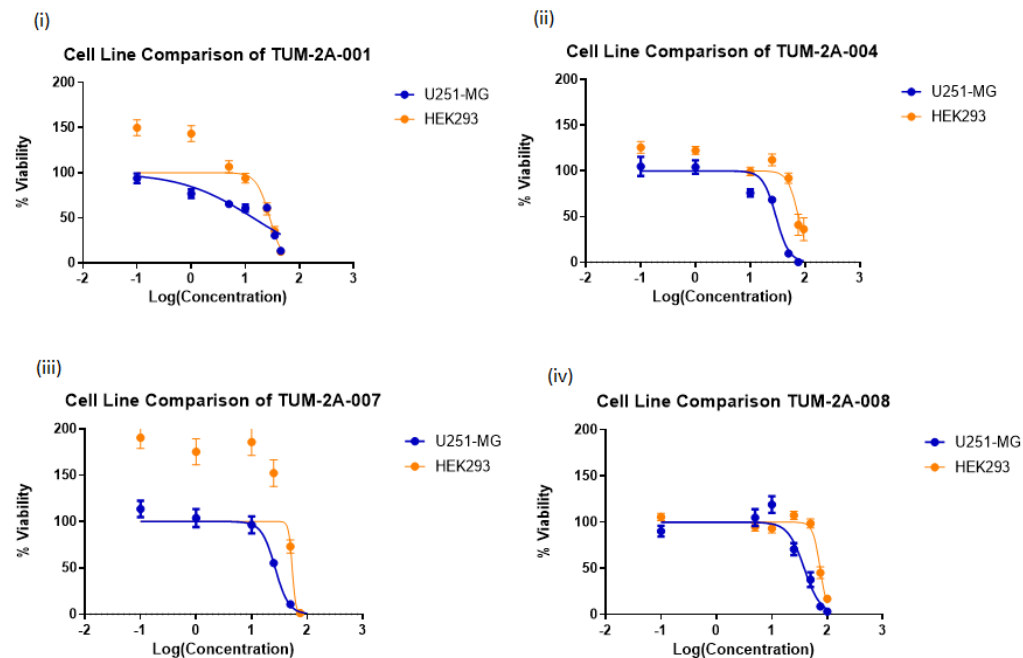 (i)
Cell Line Comparison of TUM-2A-001
200
150
100
50
0
% Viability
-2 -1 0 1 2 3
Log(Concentration)
U251-MG
HEK293
(ii)
Cell Line Comparison of TUM-2A-004
200
150
100
50
0
% Viability
-2 -1 0 1 2 3
Log(Concentration)
U251-MG
HEK293
(iii)
Cell Line Comparison of TUM-2A-007
200
150
100
50
0
% Viability
-2 -1 0 1 2 3
Log(Concentration)
U251-MG
HEK293
(iv)
Cell Line Comparison TUM-2A-008
200
150
100
50
0
% Viability
-2 -1 0 1 2 3
Log(Concentration)
U251-MG
HEK293